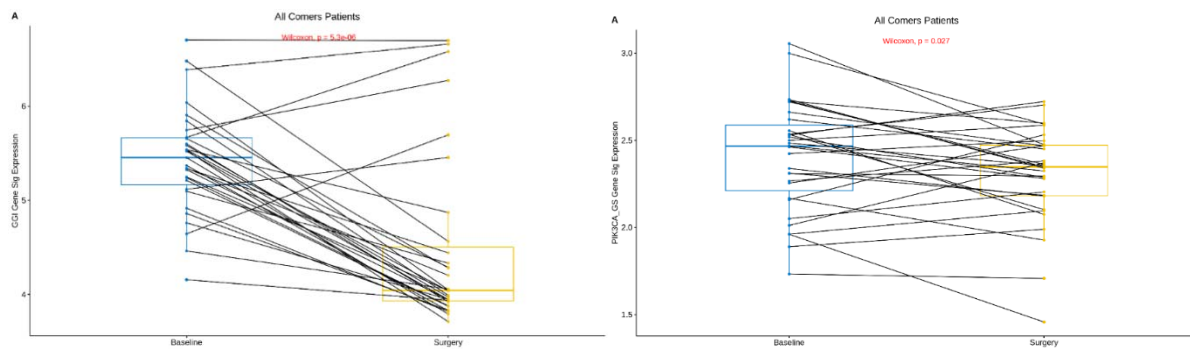 A
All Comers Patients
Wilcoxon, p = 5.3e-06
GGI Gene Sig Expression
6
5
4
Baseline
Surgery
A
All Comers Patients
Wilcoxon, p = 0.027
PIK3CA_GS Gene Sig Expression
3.0
2.5
2.0
1.5
Baseline
Surgery